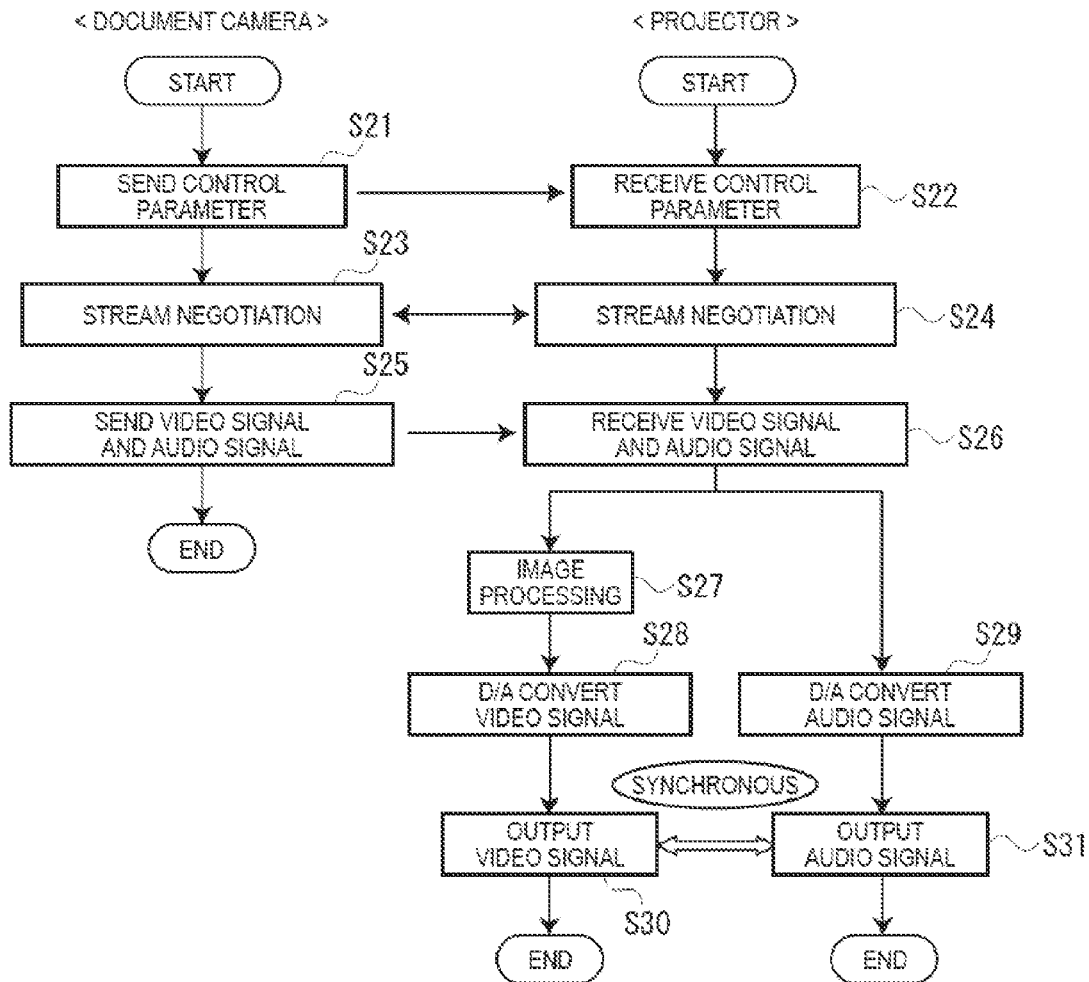 < DOCUMENT CAMERA >
< PROJECTOR >
START
START
S21
SEND CONTROL
PARAMETER
RECEIVE CONTROL
PARAMETER
S22
S23
STREAM NEGOTIATION
STREAM NEGOTIATION
S24
S25
SEND VIDEO SIGNAL
AND AUDIO SIGNAL
RECEIVE VIDEO SIGNAL
AND AUDIO SIGNAL
S26
END
IMAGE
PROCESSING
S27
S28
D/A CONVERT
VIDEO SIGNAL
S29
D/A CONVERT
AUDIO SIGNAL
SYNCHRONOUS
OUTPUT
VIDEO SIGNAL
OUTPUT
AUDIO SIGNAL
S31
S30
END
END